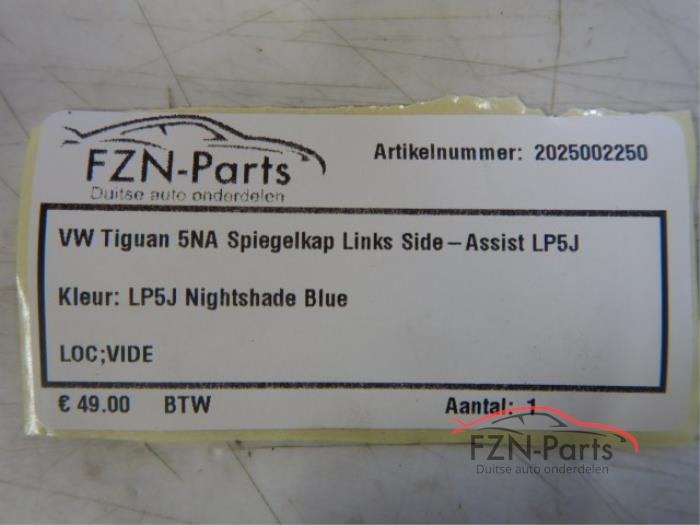 FZN-Parts
Duitse auto onderdelen
Artikelnummer: 2025002250
VW Tiguan 5NA Spiegelkap Links Side-Assist LP5J
Kleur: LP5J Nightshade Blue
LOC;VIDE
€ 49.00 BTW Aantal: 1
FZN-Parts
Duitse auto onderdelen